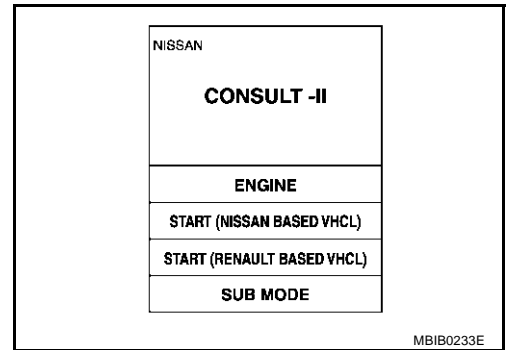 NISSAN
CONSULT -II
ENGINE
START (NISSAN BASED VHCL)
START (RENAULT BASED VHCL)
SUB MODE
MBIB0233E